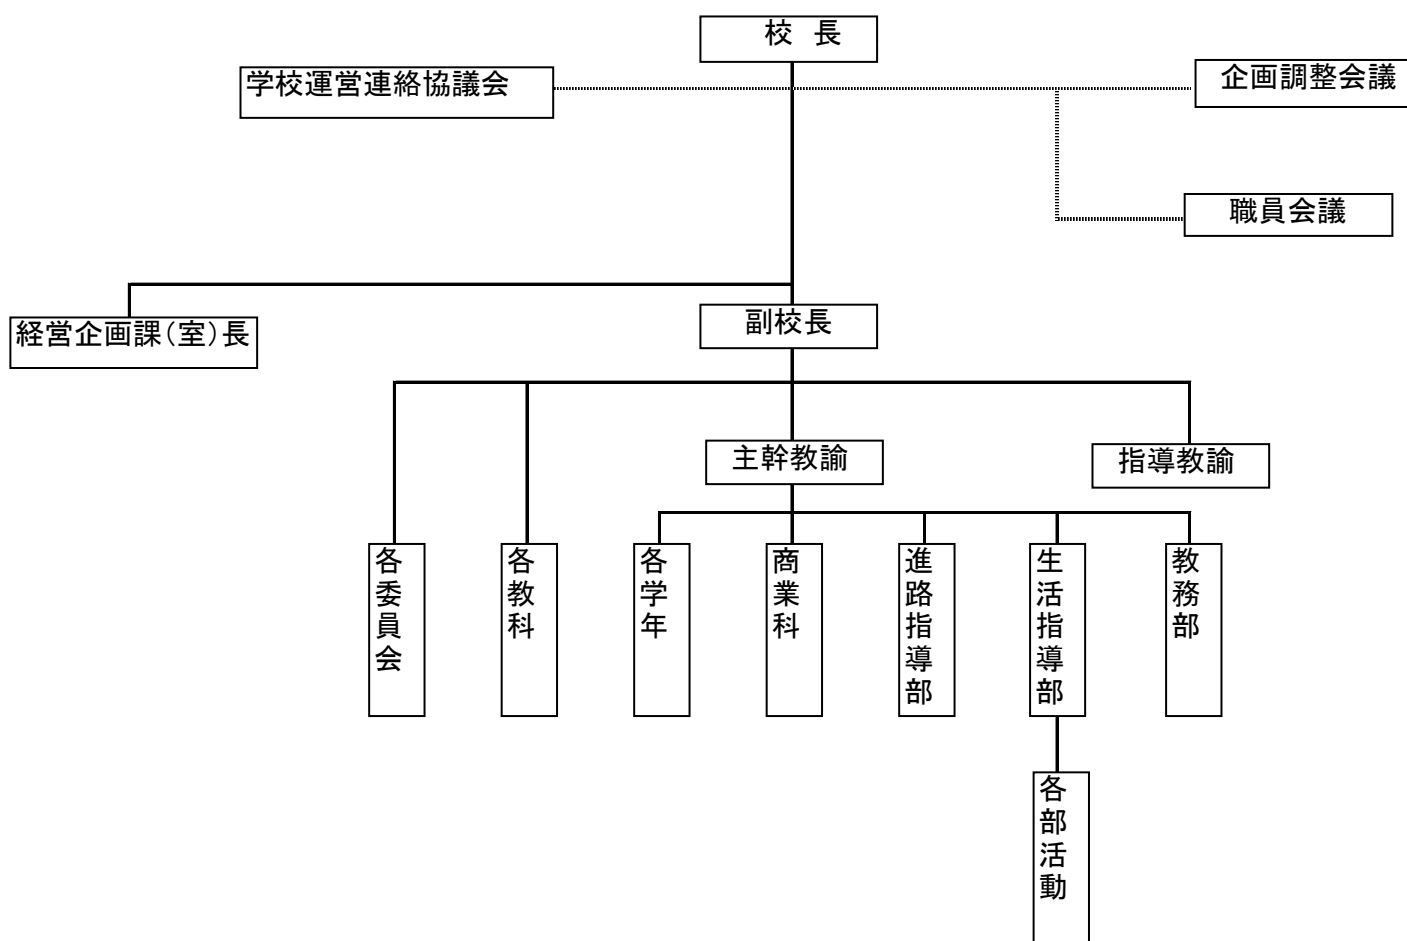 校 長
学校運営連絡協議会
企画調整会議
職員会議
経営企画課(室)長
副校長
主幹教諭
指導教諭
各委員会
各教科
各学年
商業科
進路指導部
生活指導部
教務部
各部活動